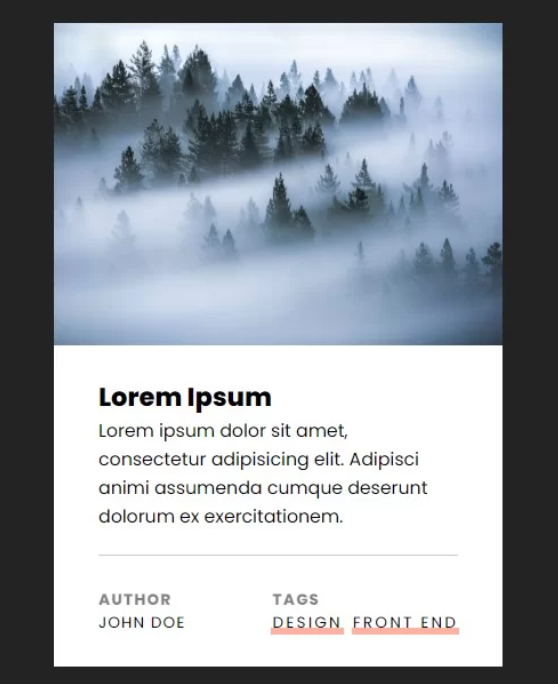 Lorem Ipsum
Lorem ipsum dolor sit amet,
consectetur adipisicing elit. Adipisci
animi assumenda cumque deserunt
dolorum ex exercitationem.
AUTHOR
JOHN DOE
TAGS
DESIGN FRONT END